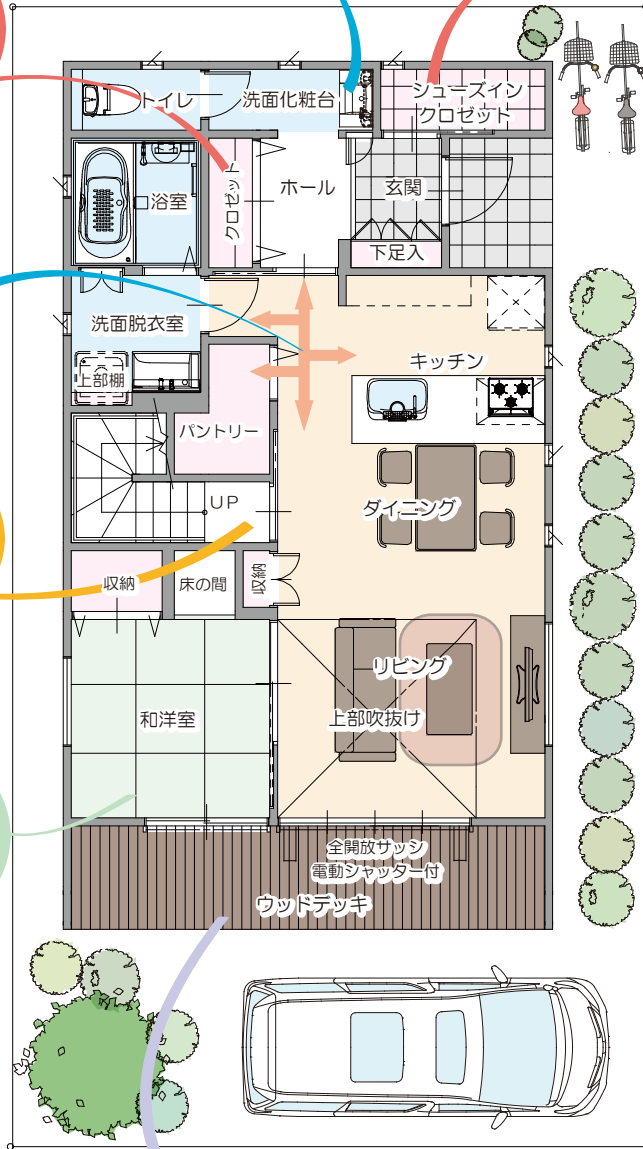 トイレ
洗面化粧台
シューズイン
クロゼット
浴室
クロゼット
ホール
玄関
下足入
洗面脱衣室
上部棚
キッチン
パントリー
UP
ダイニング
収納
床の間
収納
リビング
和洋室
上部吹抜け
全開放サッシ
電動シャッター付
ウッドデッキ